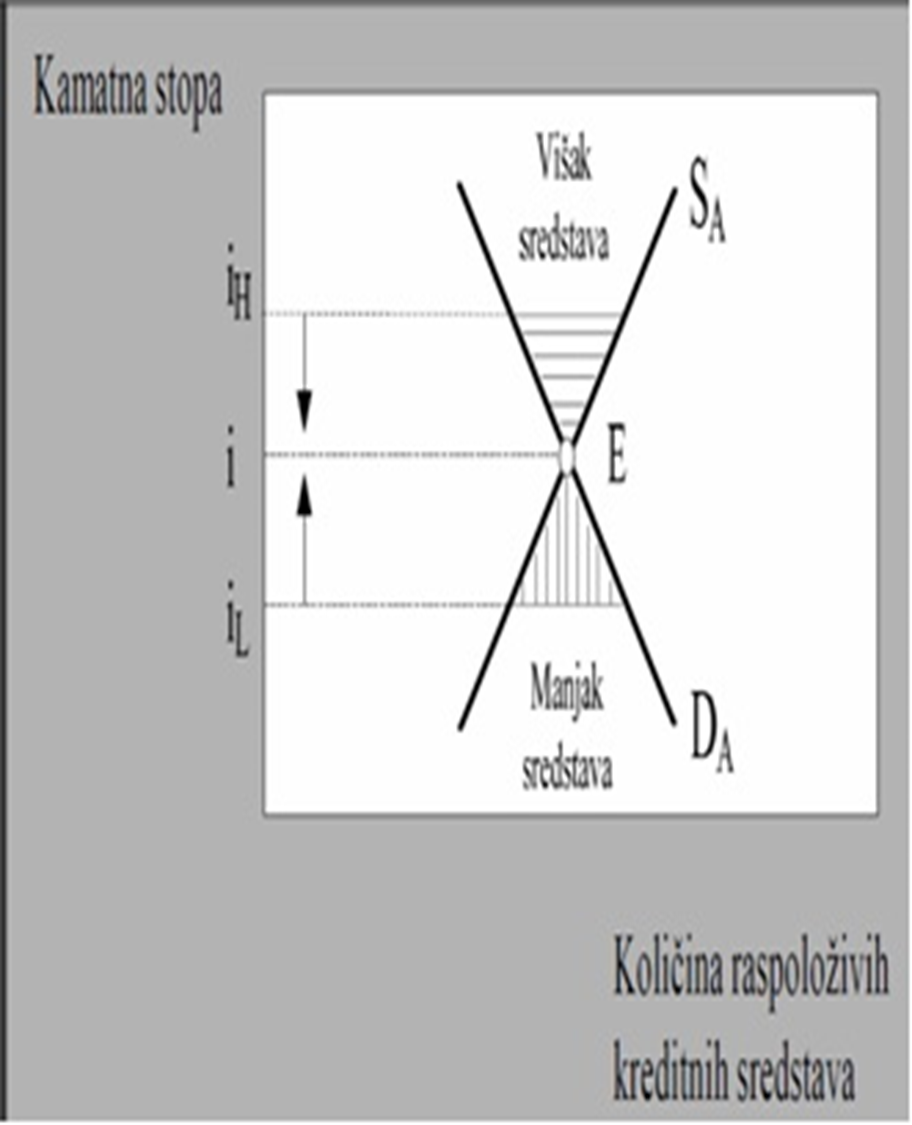 Kamatna stopa
Višak
sredstava
S_A
i_H
i
E
i_L
Manjak
sredstava
D_A
Količina raspoloživih
kreditnih sredstava